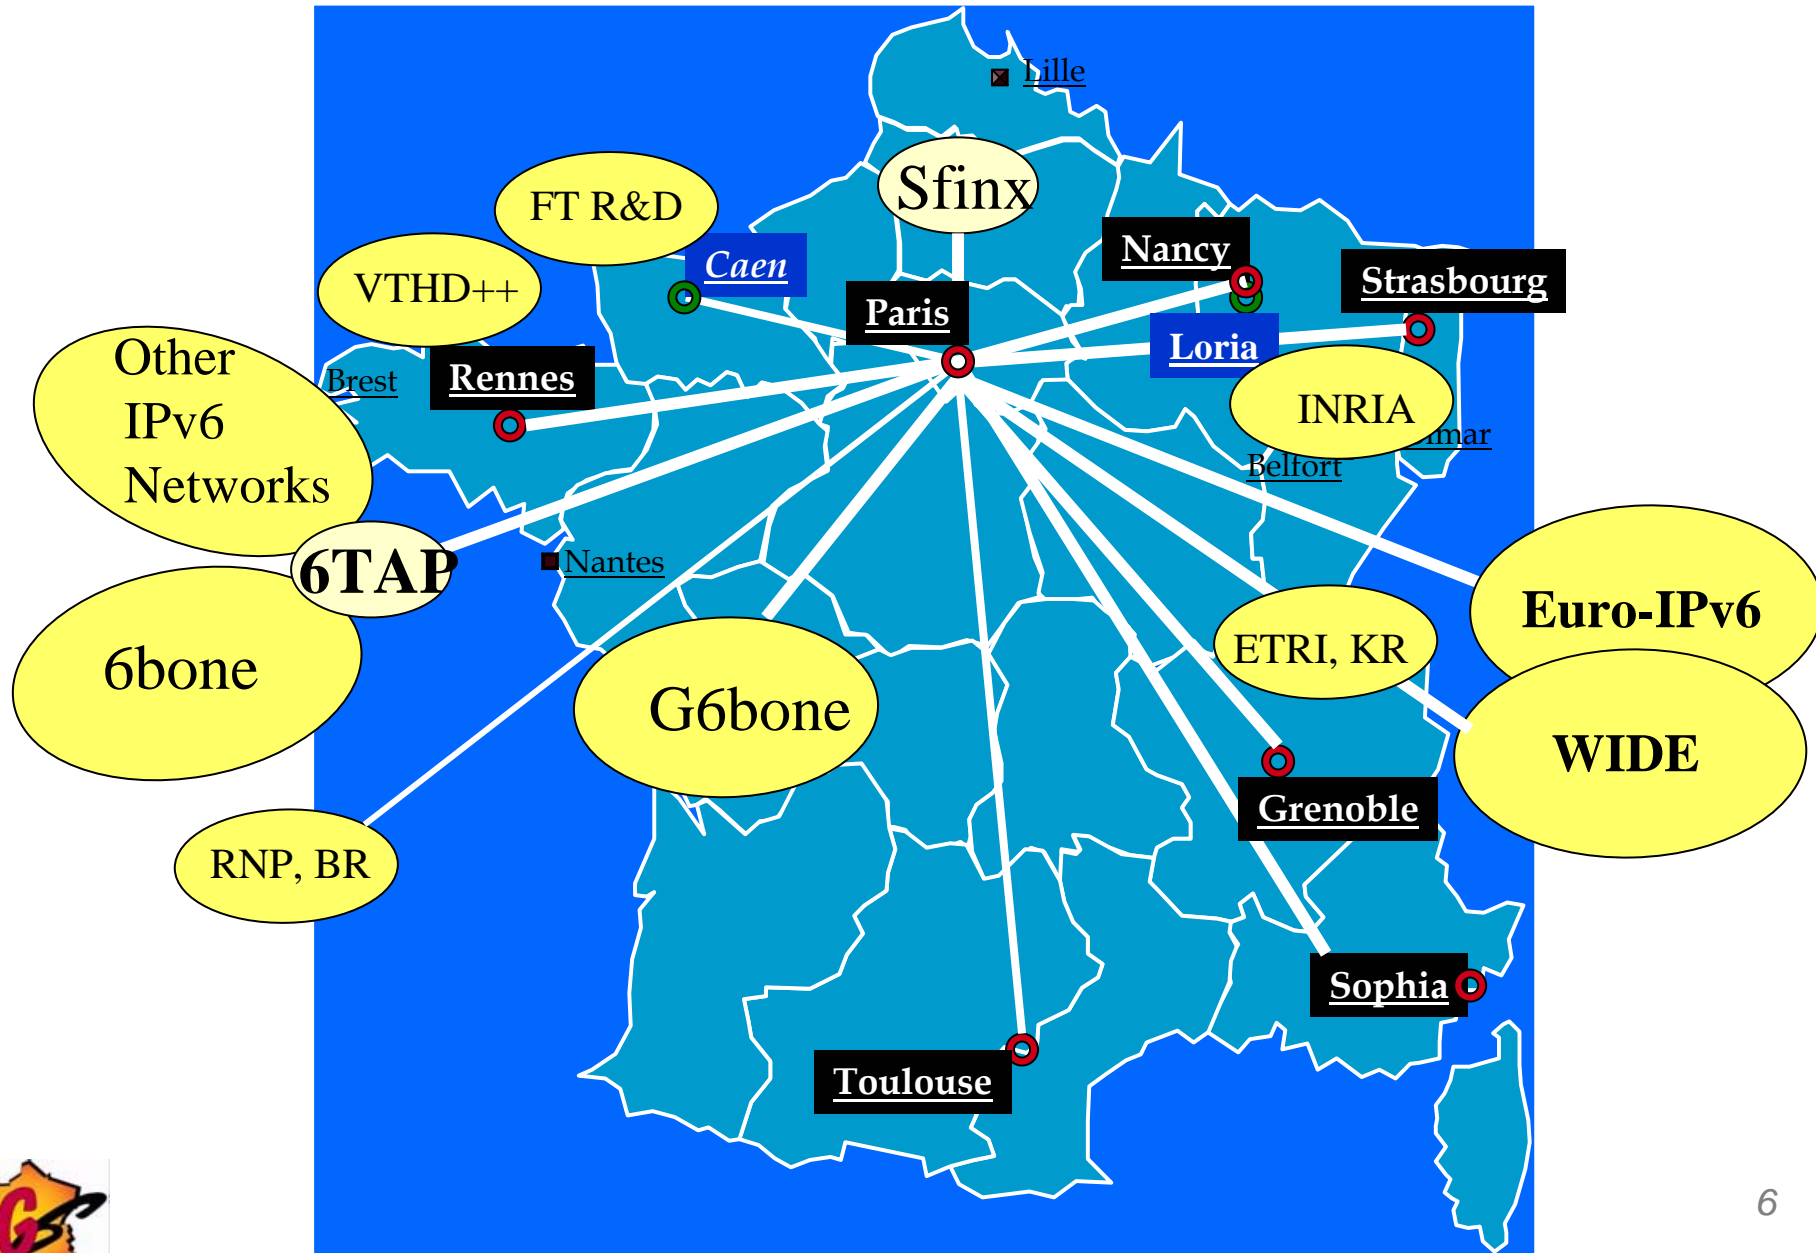 Lille
Sfinx
FT R&D
Caen
Nancy
Strasbourg
VTHD++
Paris
Loria
Other
IPv6
Networks
Brest
Rennes
INRIA
Belfort
6TAP
Nantes
Euro-IPv6
6bone
G6bone
ETRI, KR
WIDE
Grenoble
RNP, BR
Sophia
Toulouse
6